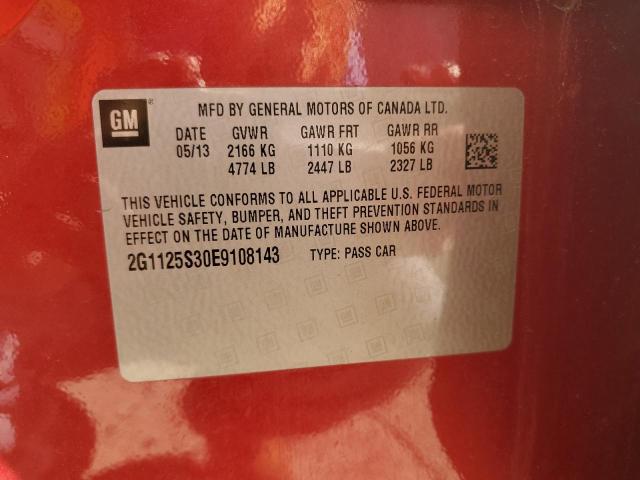 GM ®
MFD BY GENERAL MOTORS OF CANADA LTD.
DATE GVWR GAWR FRT GAWR RR
05/13 2166 KG 1110 KG 1056 KG
4774 LB 2447 LB 2327 LB
THIS VEHICLE CONFORMS TO ALL APPLICABLE U.S. FEDERAL MOTOR
VEHICLE SAFETY, BUMPER, AND THEFT PREVENTION STANDARDS IN
EFFECT ON THE DATE OF MANUFACTURE SHOWN ABOVE.
2G1125S30E9108143 TYPE: PASS CAR